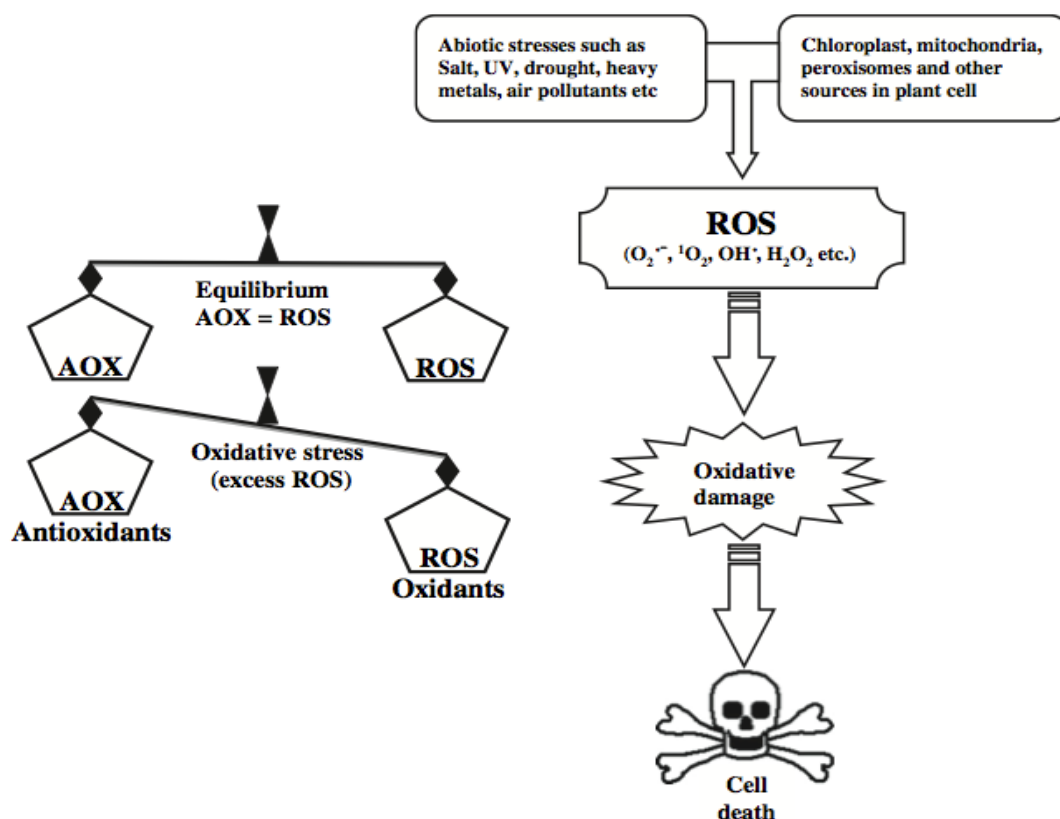 Abiotic stresses such as
Salt, UV, drought, heavy
metals, air pollutants etc
Chloroplast, mitochondria,
peroxisomes and other
sources in plant cell
ROS
(O₂•⁻, ¹O₂, OH•, H₂O₂ etc.)
Equilibrium
AOX = ROS
AOX
ROS
Oxidative stress
(excess ROS)
AOX
Antioxidants
ROS
Oxidants
Oxidative
damage
Cell
death